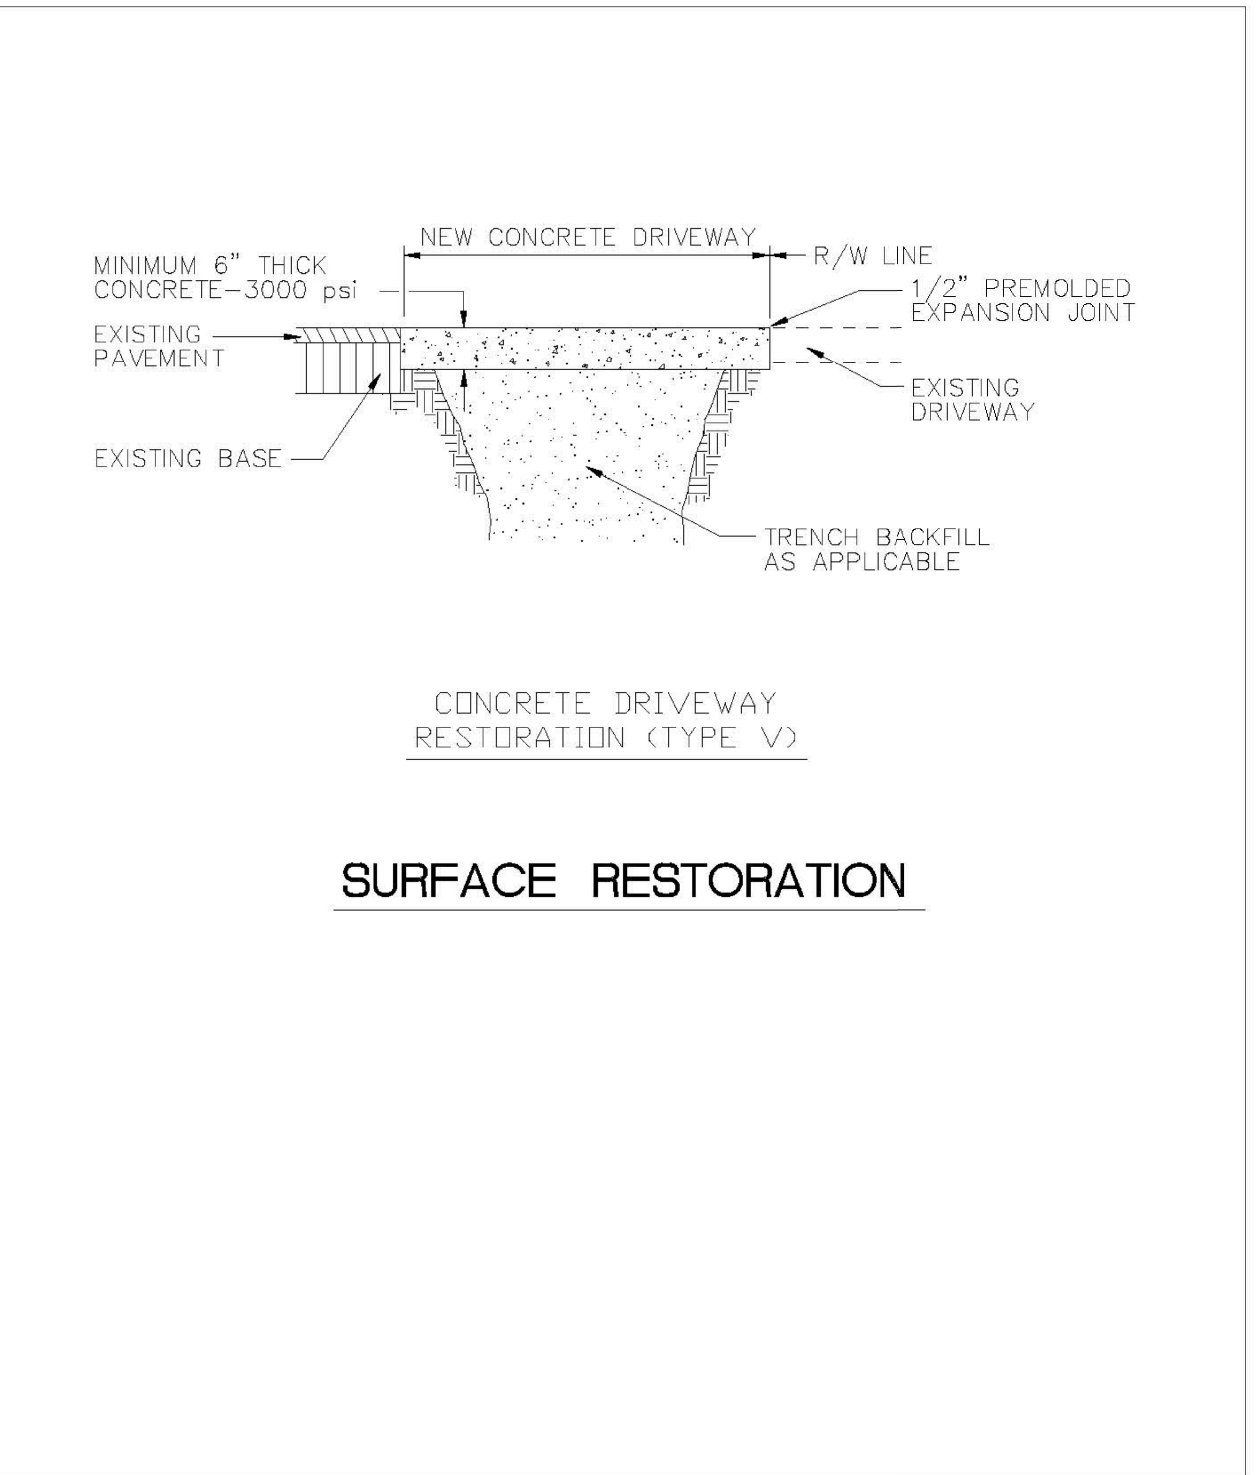 NEW CONCRETE DRIVEWAY
R/W LINE
MINIMUM 6" THICK
CONCRETE-3000 psi
1/2" PREMOLDED
EXPANSION JOINT
EXISTING
PAVEMENT
EXISTING
DRIVEWAY
EXISTING BASE
TRENCH BACKFILL
AS APPLICABLE
CONCRETE DRIVEWAY
RESTORATION (TYPE V)
SURFACE RESTORATION